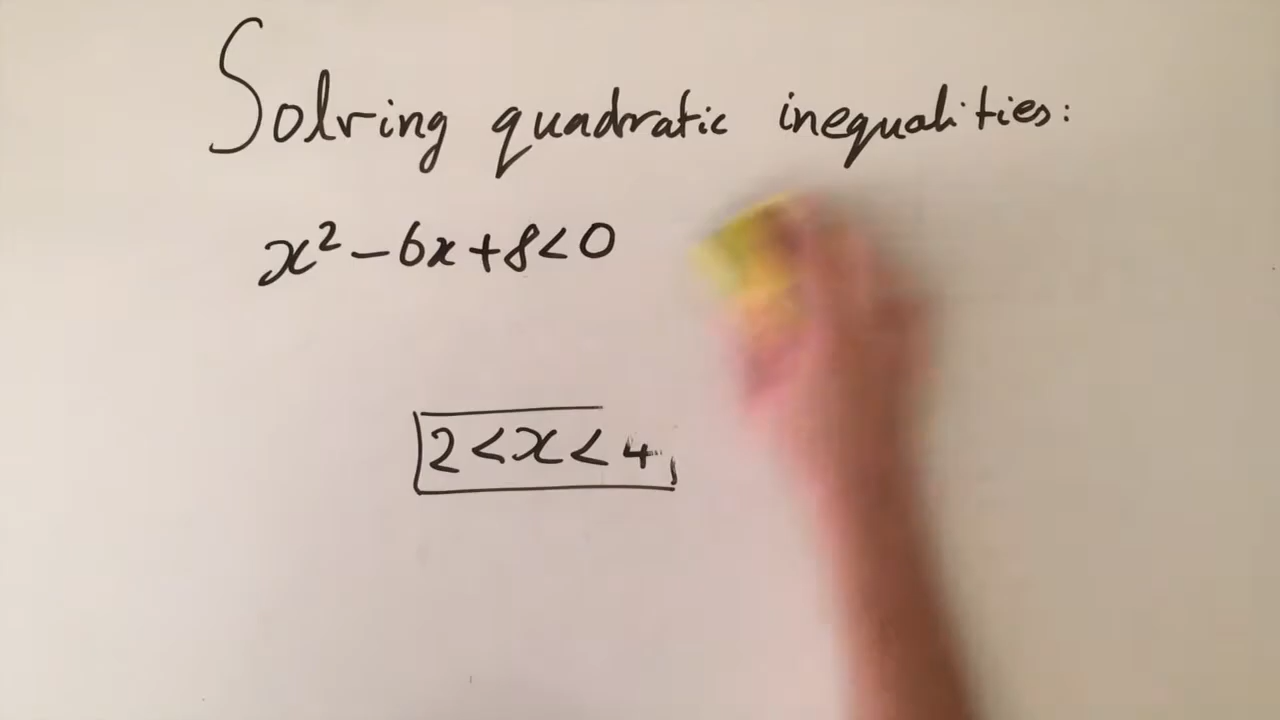 Solving quadratic inequalities:
x² - 6x + 8 < 0
2 < x < 4